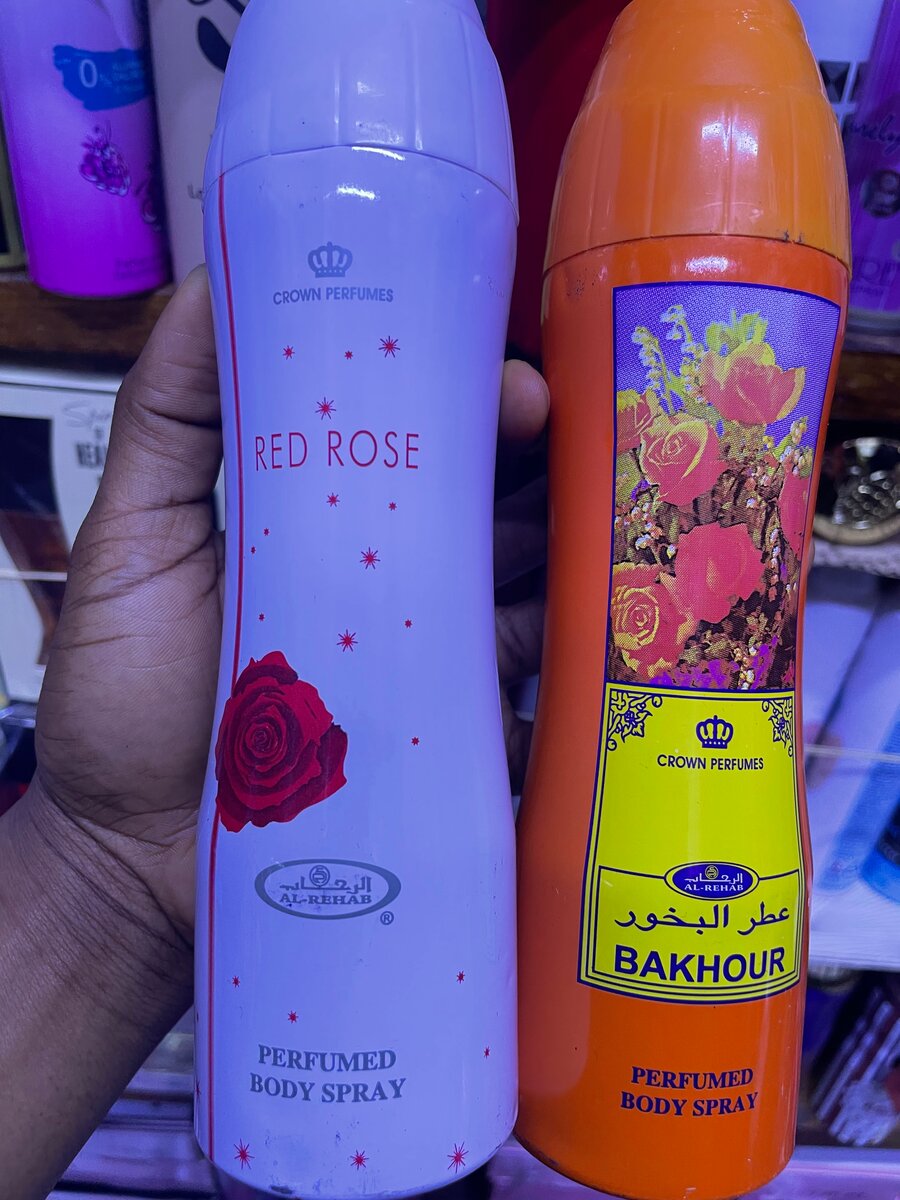 CROWN PERFUMES
RED ROSE
الرحاب
AL-REHAB
®
PERFUMED
BODY SPRAY
CROWN PERFUMES
الرحاب
AL-REHAB
عطر البخور
BAKHOUR
PERFUMED
BODY SPRAY
0%